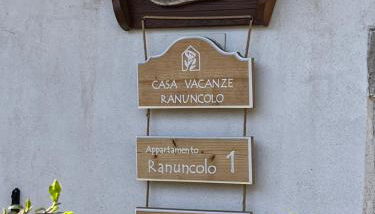 CASA VACANZE
RANUNCOLO
Appartamento
Ranuncolo 1